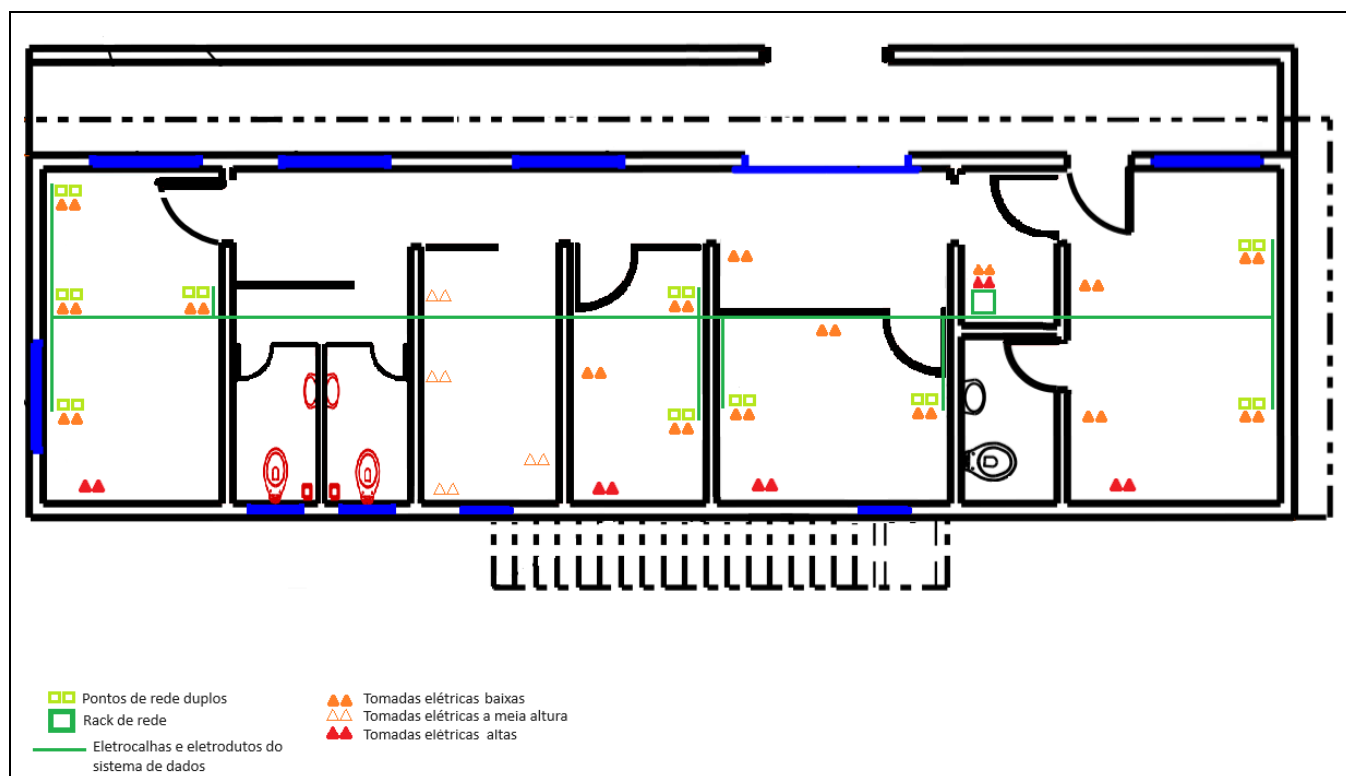 Pontos de rede duplos
Rack de rede
Eletrocalhas e eletrodutos do
sistema de dados
Tomadas elétricas baixas
Tomadas elétricas a meia altura
Tomadas elétricas altas